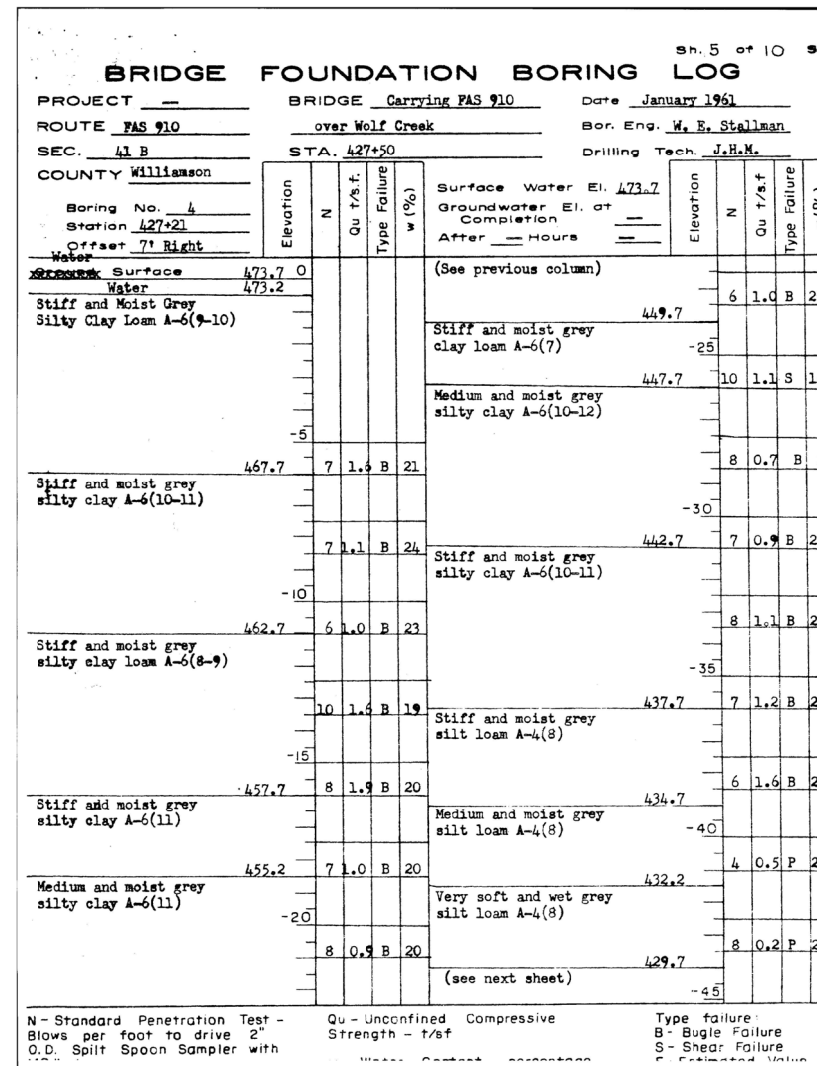 Sh. 5 of 10 S
BRIDGE FOUNDATION BORING LOG
PROJECT — BRIDGE Carrying FAS 910 Date January 1961
ROUTE FAS 910 over Wolf Creek Bor. Eng. W. E. Stallman
SEC. 41 B STA. 427+50 Drilling Tech. J.H.M.
COUNTY Williamson
Boring No. 4
Station 427+21
Offset 7' Right
Elevation N Qu t/s.f. Type Failure w (%)
Surface Water El. 473.7
Groundwater El. at
Completion —
After — Hours —
Elevation N Qu t/s.f Type Failure
Water
Surface 473.7 0
Water 473.2
Stiff and Moist Grey
Silty Clay Loam A-6(9-10)
-5
467.7 7 B 21
Stiff and moist grey
silty clay A-6(10-11)
7 1.1 B 24
-10
462.7 6 1.0 B 23
Stiff and moist grey
silty clay loam A-6(8-9)
10 B 19
-15
457.7 8 1.9 B 20
Stiff and moist grey
silty clay A-6(11)
455.2 7 1.0 B 20
Medium and moist grey
silty clay A-6(11)
-20
8 0.9 B 20
(See previous column)
6 1.0 B 2
449.7
Stiff and moist grey
clay loam A-6(7)
-25
447.7 10 1.1 S 1
Medium and moist grey
silty clay A-6(10-12)
8 0.7 B
-30
442.7 7 0.9 B 2
Stiff and moist grey
silty clay A-6(10-11)
8 1.1 B 2
-35
437.7 7 1.2 B 2
Stiff and moist grey
silt loam A-4(8)
6 1.6 B 2
434.7
Medium and moist grey
silt loam A-4(8)
-40
4 0.5 P 2
432.2
Very soft and wet grey
silt loam A-4(8)
8 0.2 P 2
429.7
(see next sheet)
-45
N - Standard Penetration Test -
Blows per foot to drive 2"
O.D. Spilt Spoon Sampler with
Qu - Unconfined Compressive
Strength - t/sf
Water Content percentage
Type failure:
B - Bugle Failure
S - Shear Failure
E - Estimated Value